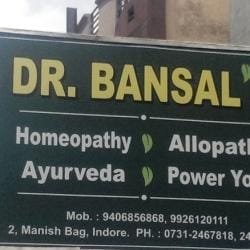 DR. BANSAL
Homeopathy Allopath
Ayurveda Power Yo
Mob. : 9406856868, 9926120111
2, Manish Bag, Indore. PH. : 0731-2467818, 24